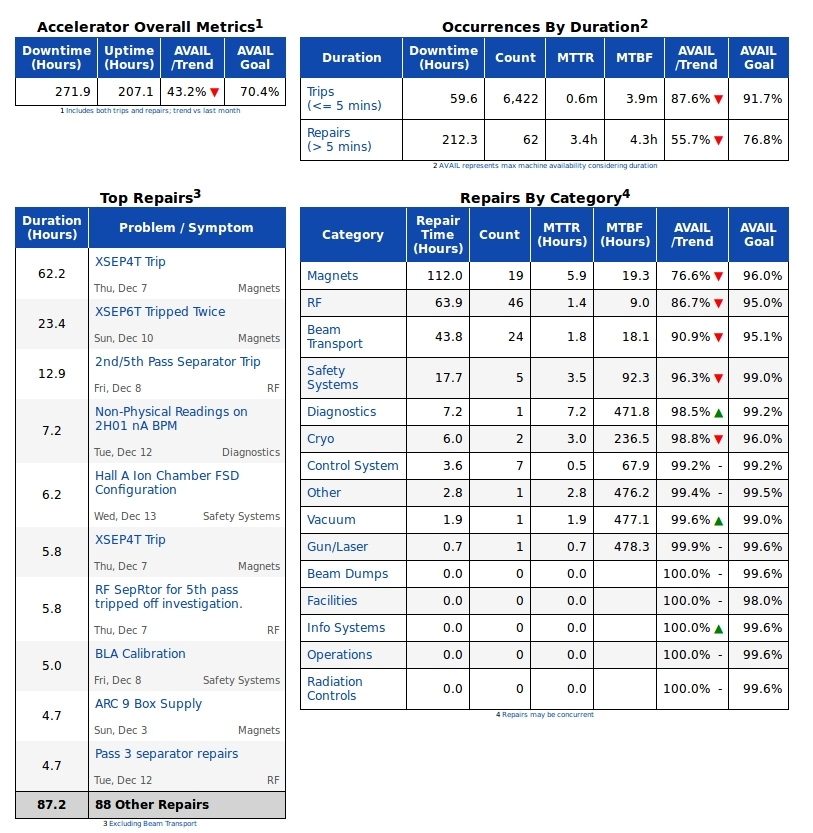 Accelerator Overall Metrics1
Downtime (Hours) Uptime (Hours) AVAIL /Trend AVAIL Goal
271.9 207.1 43.2% ▼ 70.4%
1 Includes both trips and repairs; trend vs last month
Occurrences By Duration2
Duration Downtime (Hours) Count MTTR MTBF AVAIL /Trend AVAIL Goal
Trips (<= 5 mins) 59.6 6,422 0.6m 3.9m 87.6% ▼ 91.7%
Repairs (> 5 mins) 212.3 62 3.4h 4.3h 55.7% ▼ 76.8%
2 AVAIL represents max machine availability considering duration
Top Repairs3
Duration (Hours) Problem / Symptom
62.2 XSEP4T Trip
Thu, Dec 7 Magnets
23.4 XSEP6T Tripped Twice
Sun, Dec 10 Magnets
12.9 2nd/5th Pass Separator Trip
Fri, Dec 8 RF
7.2 Non-Physical Readings on
2H01 nA BPM
Tue, Dec 12 Diagnostics
6.2 Hall A Ion Chamber FSD
Configuration
Wed, Dec 13 Safety Systems
5.8 XSEP4T Trip
Thu, Dec 7 Magnets
5.8 RF SepRtor for 5th pass
tripped off investigation.
Thu, Dec 7 RF
5.0 BLA Calibration
Fri, Dec 8 Safety Systems
4.7 ARC 9 Box Supply
Sun, Dec 3 Magnets
4.7 Pass 3 separator repairs
Tue, Dec 12 RF
87.2 88 Other Repairs
3 Excluding Beam Transport
Repairs By Category4
Category Repair Time (Hours) Count MTTR (Hours) MTBF (Hours) AVAIL /Trend AVAIL Goal
Magnets 112.0 19 5.9 19.3 76.6% ▼ 96.0%
RF 63.9 46 1.4 9.0 86.7% ▼ 95.0%
Beam Transport 43.8 24 1.8 18.1 90.9% ▼ 95.1%
Safety Systems 17.7 5 3.5 92.3 96.3% ▼ 99.0%
Diagnostics 7.2 1 7.2 471.8 98.5% ▲ 99.2%
Cryo 6.0 2 3.0 236.5 98.8% ▼ 96.0%
Control System 3.6 7 0.5 67.9 99.2% - 99.2%
Other 2.8 1 2.8 476.2 99.4% - 99.5%
Vacuum 1.9 1 1.9 477.1 99.6% ▲ 99.0%
Gun/Laser 0.7 1 0.7 478.3 99.9% - 99.6%
Beam Dumps 0.0 0 0.0 100.0% - 99.6%
Facilities 0.0 0 0.0 100.0% - 98.0%
Info Systems 0.0 0 0.0 100.0% ▲ 99.6%
Operations 0.0 0 0.0 100.0% - 99.6%
Radiation Controls 0.0 0 0.0 100.0% - 99.6%
4 Repairs may be concurrent